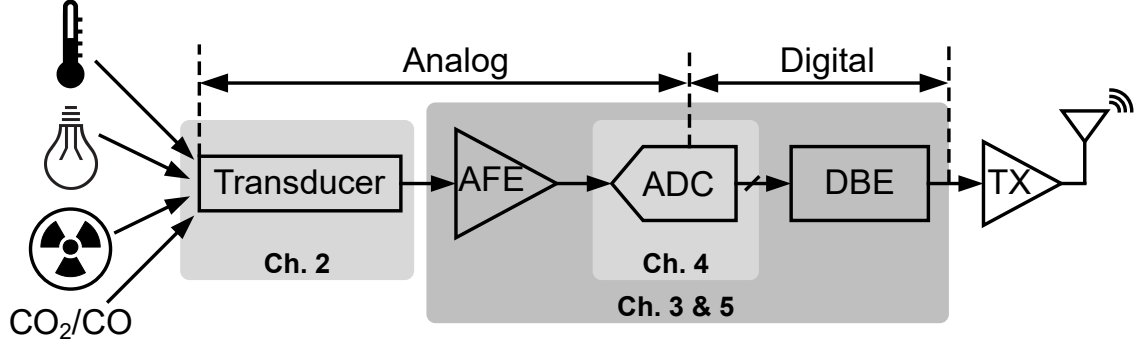 Analog
Digital
Transducer
AFE
ADC
DBE
TX
Ch. 2
Ch. 4
Ch. 3 & 5
CO₂/CO